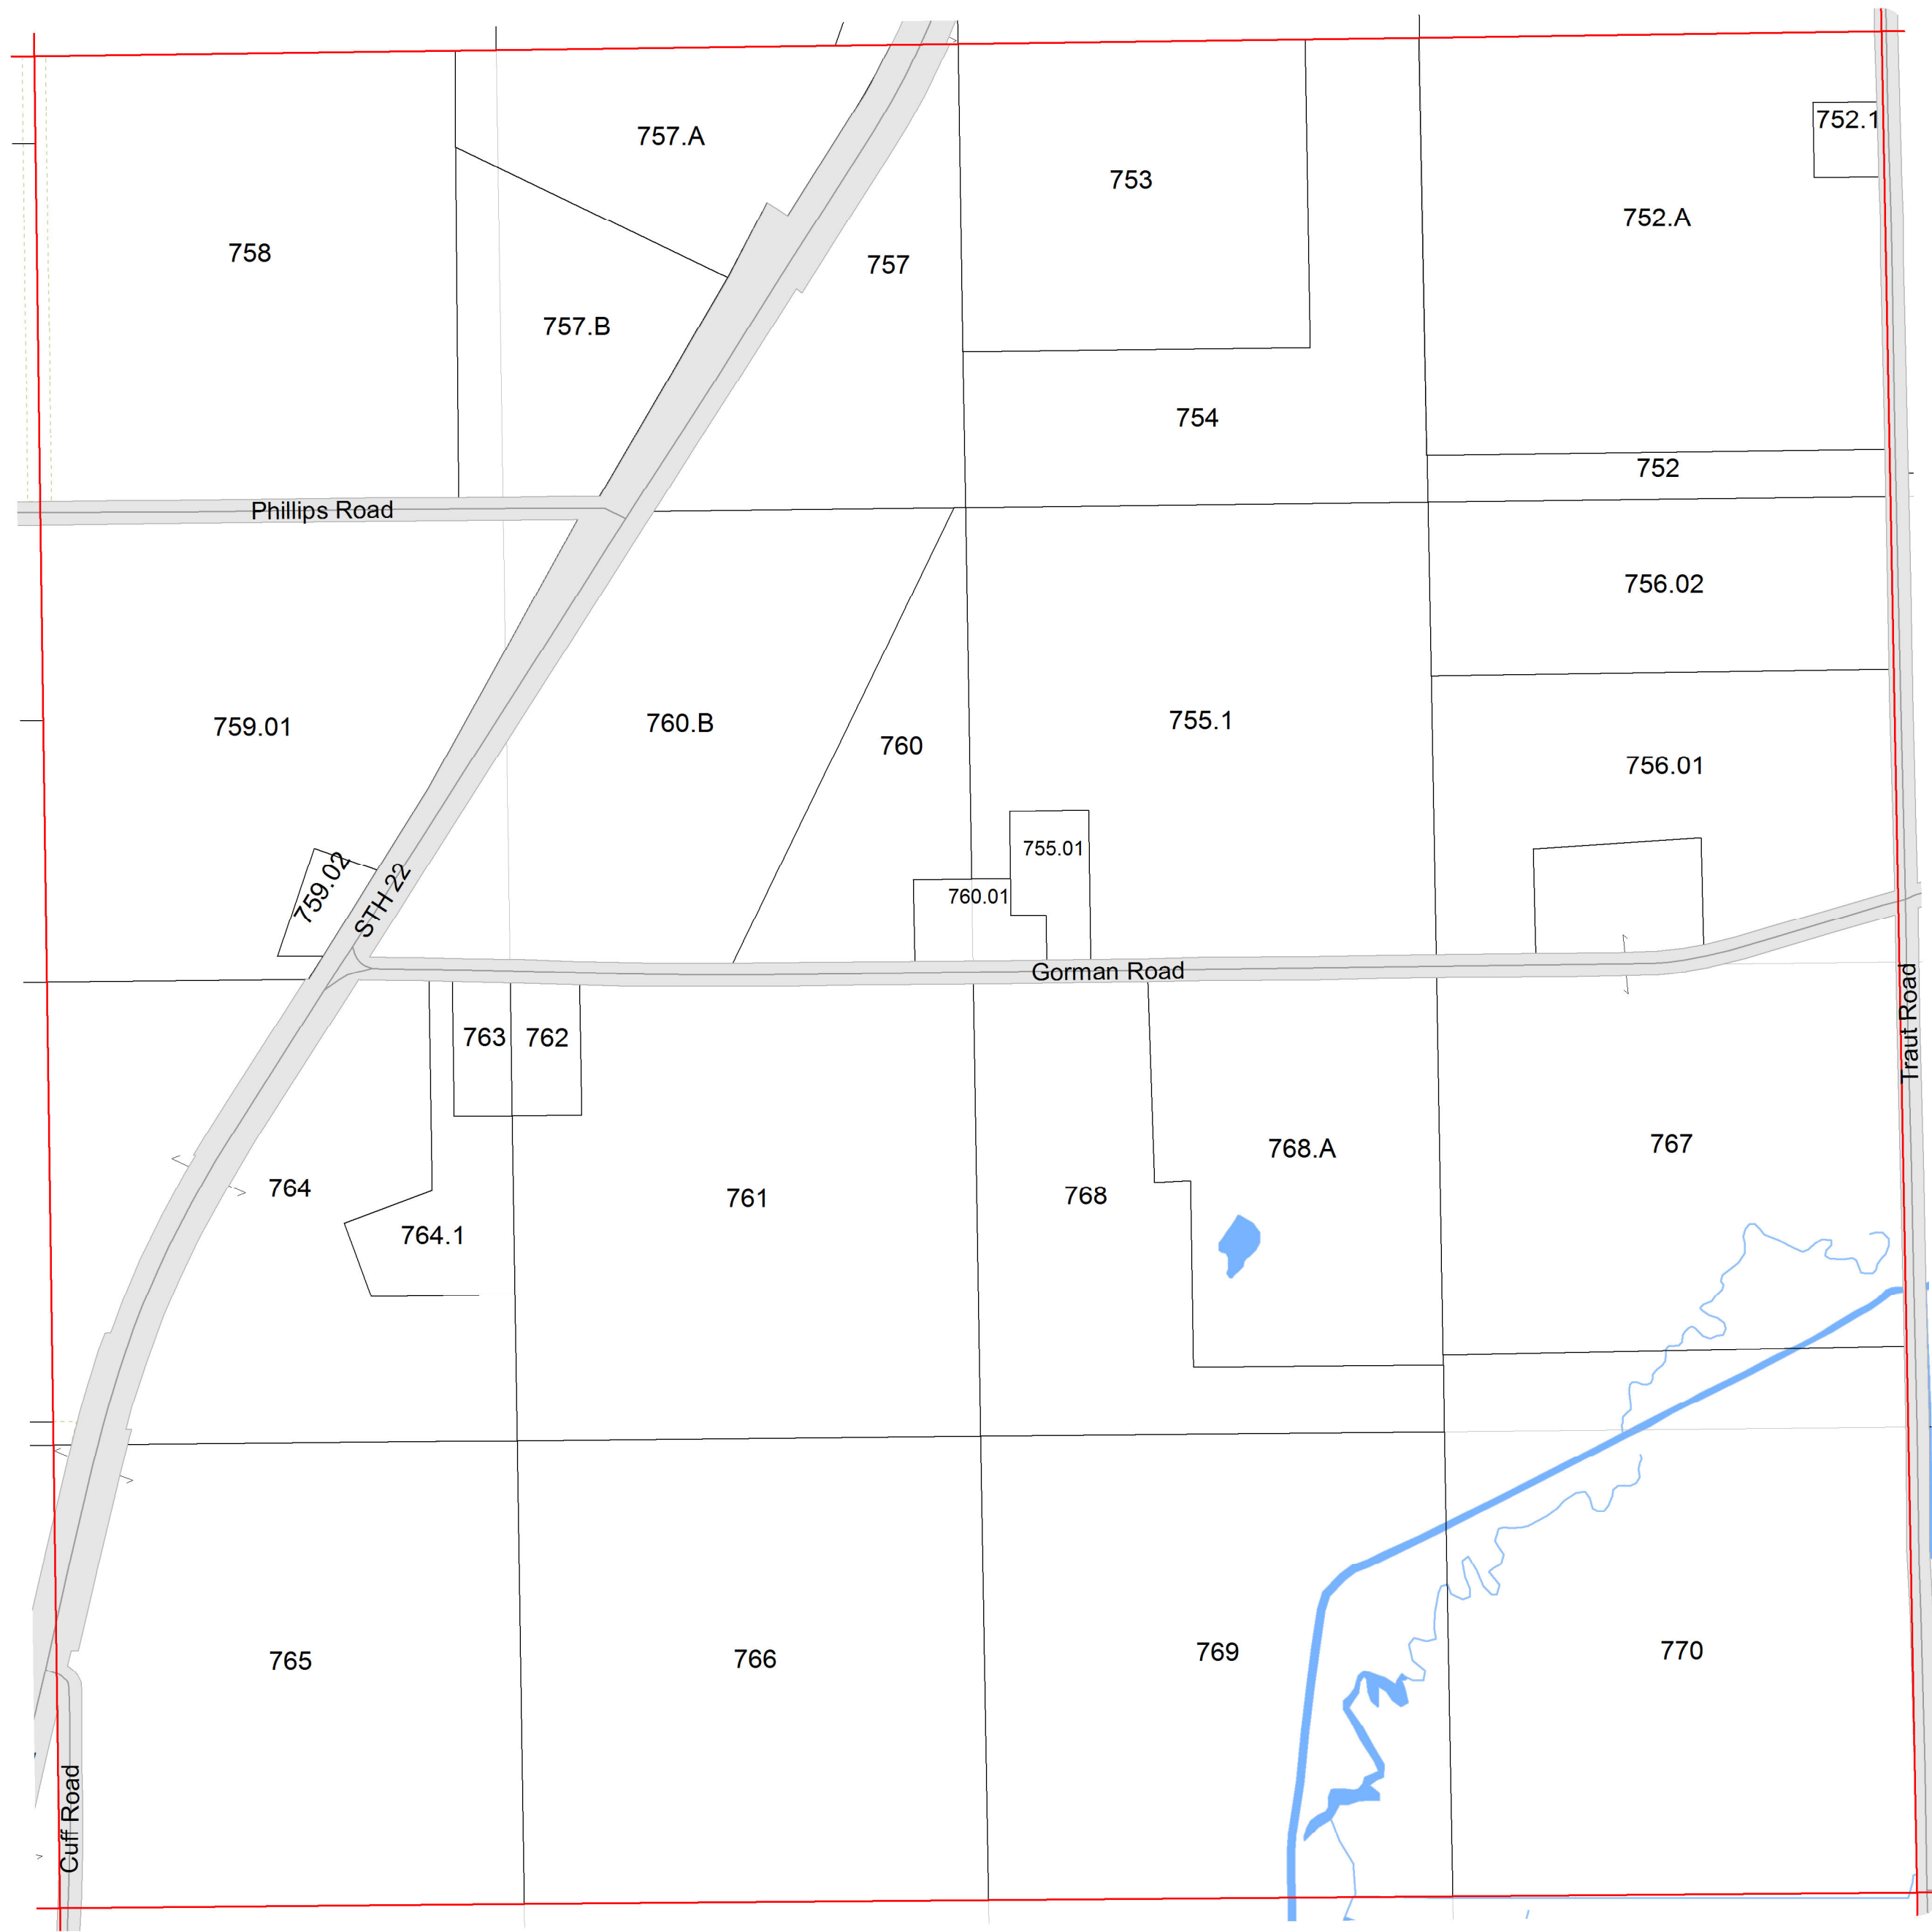 752.1
757.A
753
752.A
758
757
757.B
754
752
Phillips Road
756.02
759.01
760.B
755.1
760
756.01
755.01
759.02
STH 22
760.01
Gorman Road
Traut Road
763
762
768.A
767
764
761
768
764.1
765
766
769
770
Cuff Road